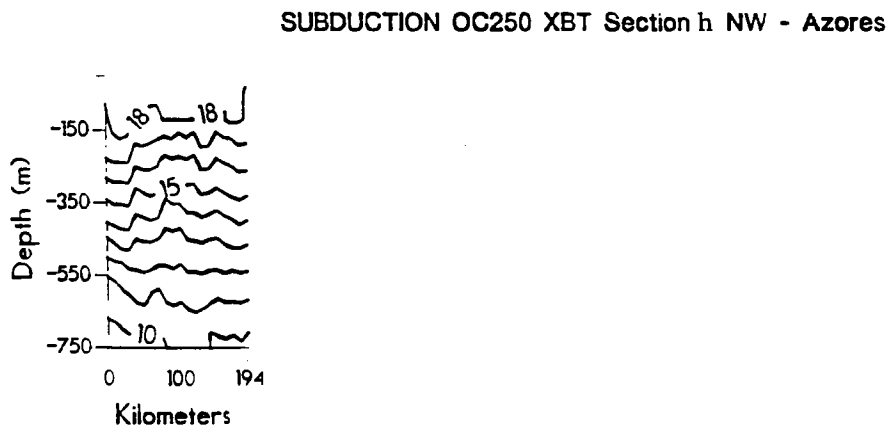 SUBDUCTION OC250 XBT Section h NW - Azores
18 18
-150
15
-350
-550
10
-750
Depth (m)
0 100 194
Kilometers